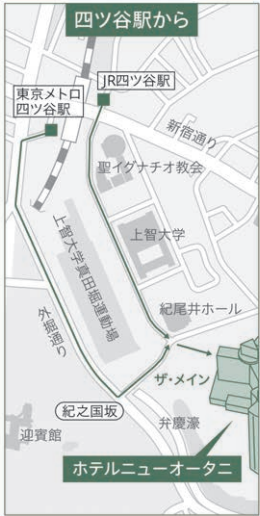 四ツ谷駅から
JR四ツ谷駅
東京メトロ
四ツ谷駅
新宿通り
聖イグナチオ教会
上智大学
上智大学真田堀運動場
紀尾井ホール
外掘通り
ザ・メイン
紀之国坂
弁慶濠
迎賓館
ホテルニューオータニ